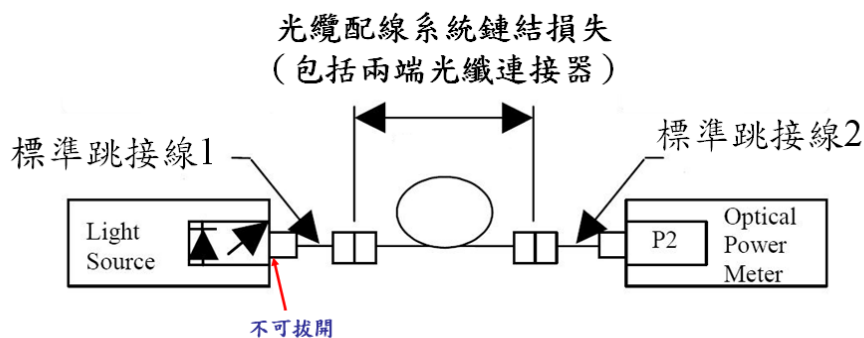 光纜配線系統鏈結損失
（包括兩端光纖連接器）
標準跳接線1
標準跳接線2
Light
Source
P2
Optical
Power
Meter
不可拔開